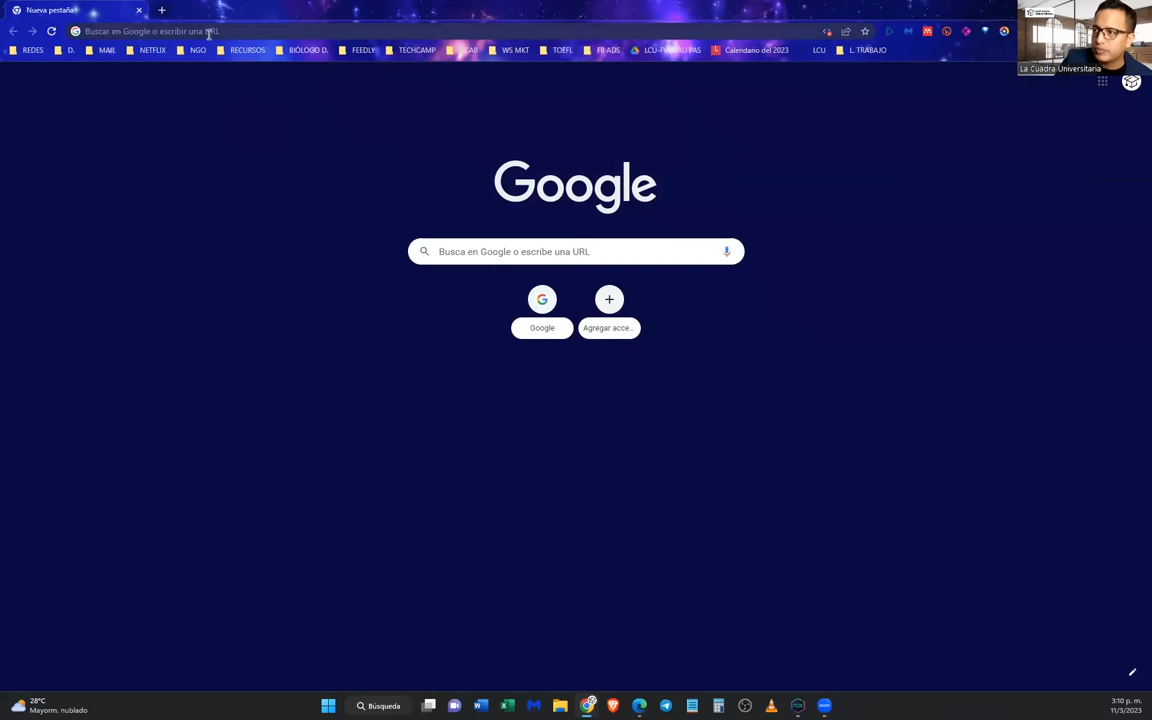 Nueva pestaña
Buscar en Google o escribir una URL
REDES D. MAIL NETFLIX NGO RECURSOS BIÓLOGO D. FEEDLY TECHCAMP WS MKT TOEFL FB ADS Calendario del 2023 LCU L. TRABAJO
La Cuadra Universitaria
Google
Busca en Google o escribe una URL
Google Agregar acce...
28°C
Mayorm. nublado
Búsqueda
3:10 p. m.
11/3/2023